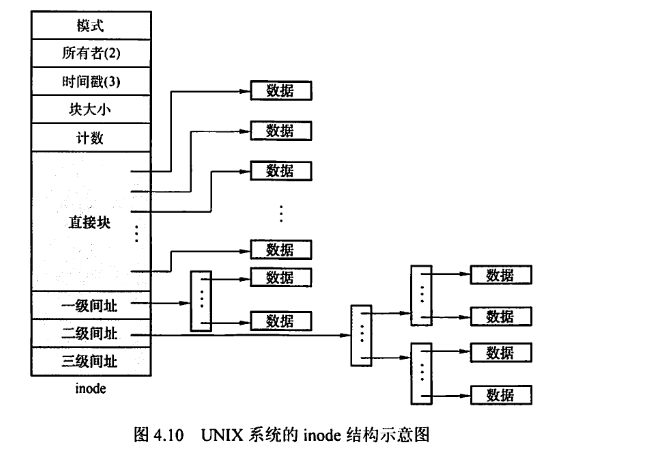 模式
所有者(2)
时间戳(3)
块大小
计数
直接块
一级间址
二级间址
三级间址
inode
数据
数据
数据
数据
数据
数据
数据
数据
数据
数据
图 4.10 UNIX 系统的 inode 结构示意图